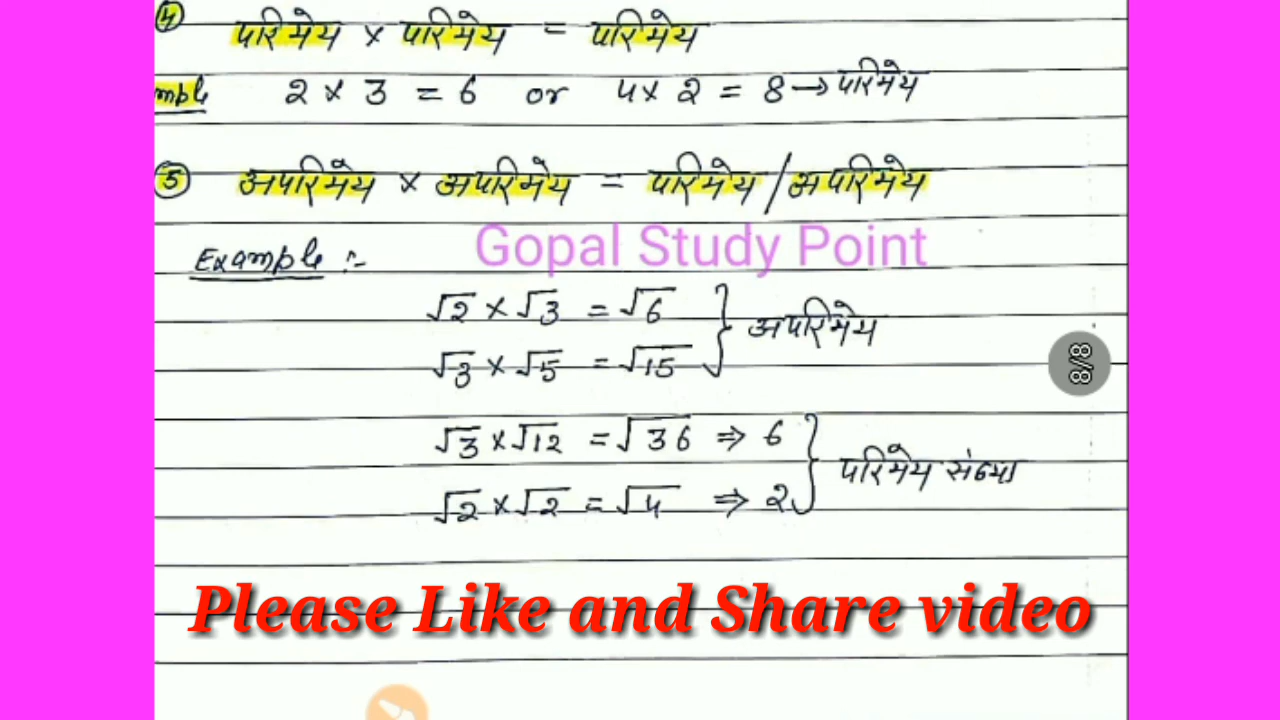 ④ परिमेय × परिमेय = परिमेय
mple 2 × 3 = 6 or 4 × 2 = 8 → परिमेय
⑤ अपरिमेय × अपरिमेय = परिमेय / अपरिमेय
Gopal Study Point
Example :-
√2 × √3 = √6
√3 × √5 = √15 } अपरिमेय
8/8
√3 × √12 = √36 ⇒ 6
√2 × √2 = √4 ⇒ 2 } परिमेय संख्या
Please Like and Share video